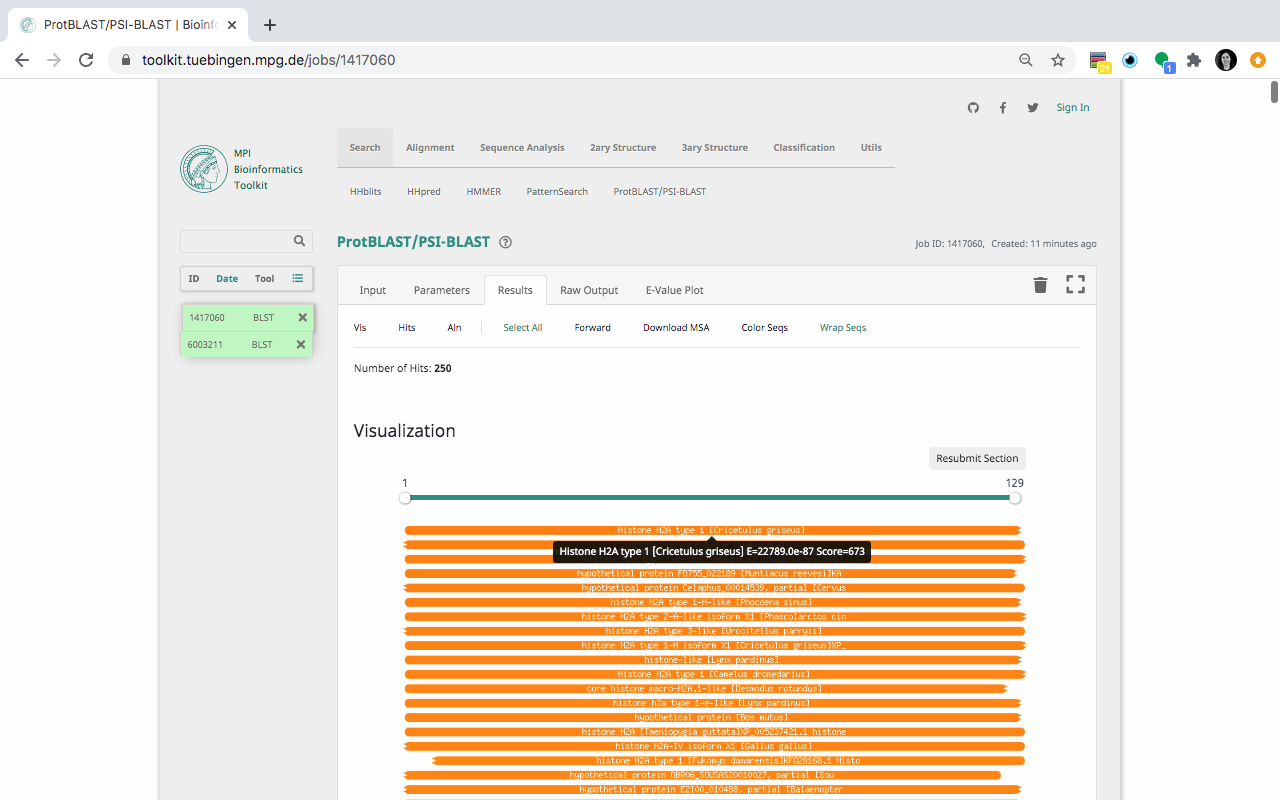 ProtBLAST/PSI-BLAST | Bioinfo
toolkit.tuebingen.mpg.de/jobs/1417060
21
1
Sign In
MPI
Bioinformatics
Toolkit
Search Alignment Sequence Analysis 2ary Structure 3ary Structure Classification Utils
HHblits HHpred HMMER PatternSearch ProtBLAST/PSI-BLAST
ProtBLAST/PSI-BLAST
Job ID: 1417060, Created: 11 minutes ago
ID Date Tool
1417060 BLST
6003211 BLST
Input Parameters Results Raw Output E-Value Plot
Vis Hits Aln Select All Forward Download MSA Color Seqs Wrap Seqs
Number of Hits: 250
Visualization
Resubmit Section
1 129
Histone H2A type 1 [Cricetulus griseus]
Histone H2A type 1 [Cricetulus griseus] E=22789.0e-87 Score=673
hypothetical protein FD755_022189 [Muntiacus reevesi]KA
hypothetical protein Celaphus_00014539, partial [Cervus
histone H2A type 1-H-like [Phocoena sinus]
histone H2A type 2-A-like isoform X1 [Phascolarctos cin
histone H2A type 3-like [Urocitellus parryii]
histone H2A type 1-H isoform X1 [Cricetulus griseus]XP_
histone-like [Lynx pardinus]
Histone H2A type 1 [Camelus dromedarius]
core histone macro-H2A.1-like [Desmodus rotundus]
histone h2a type 1-e-like [Lynx pardinus]
hypothetical protein [Bos mutus]
histone H2A [Taeniopygia guttata]XP_005237421.1 histone
histone H2A-IV isoform X1 [Gallus gallus]
histone H2A type 1 [Fukomys damarensis]KFO28168.1 Histo
hypothetical protein DBR06_SOUSAS20010027, partial [Sou
hypothetical protein E2I00_010488, partial [Balaenopter